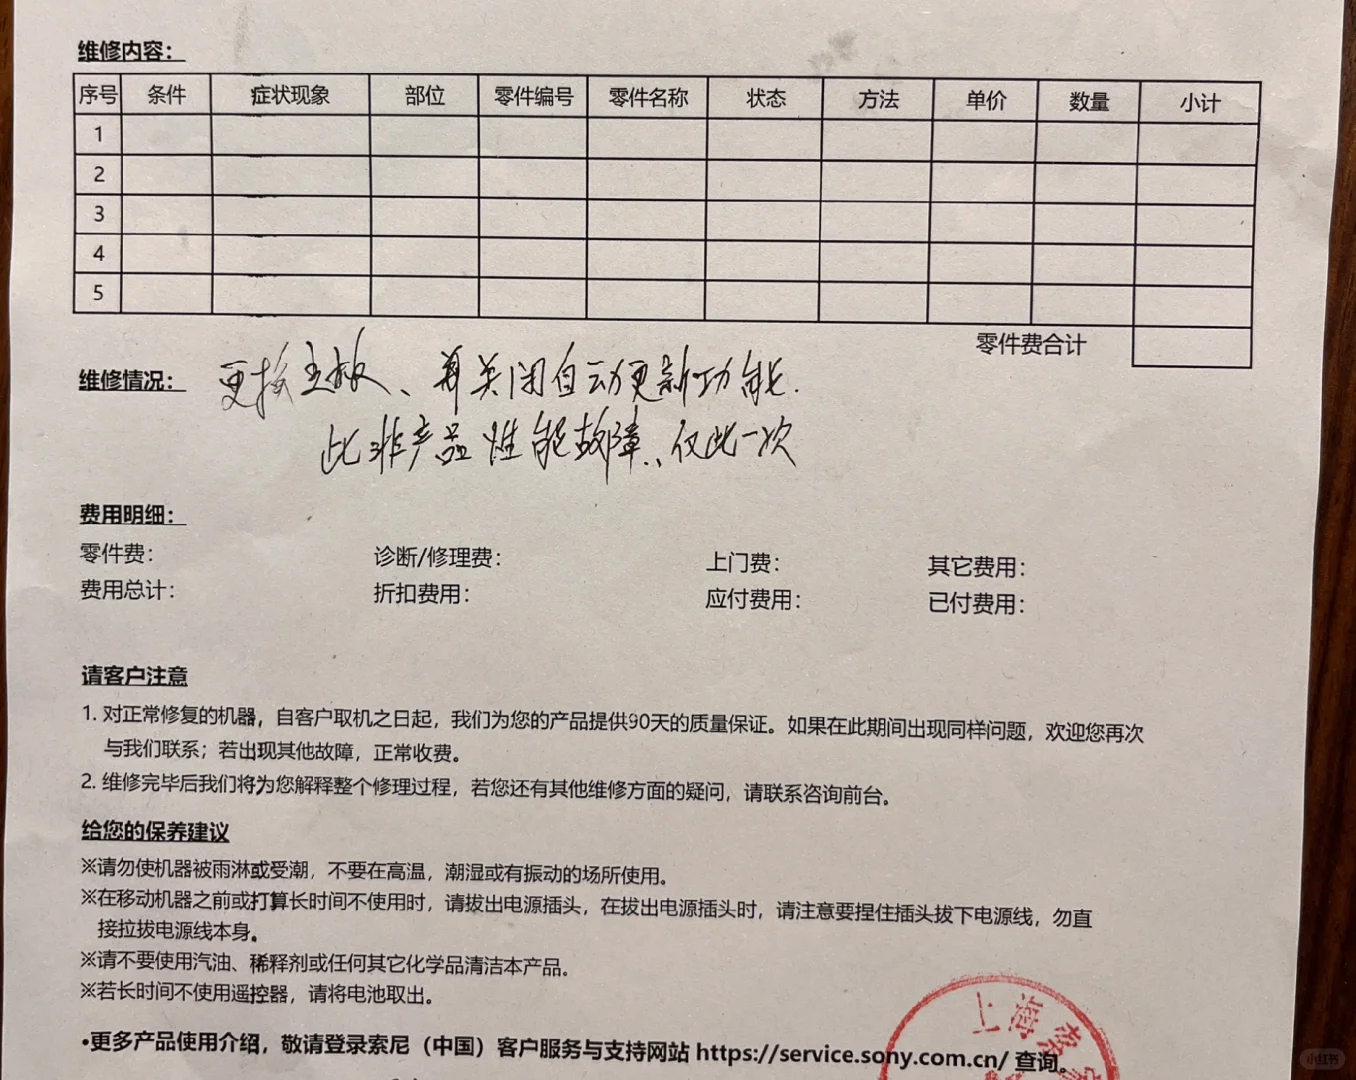 维修内容：
序号 条件 症状现象 部位 零件编号 零件名称 状态 方法 单价 数量 小计
1
2
3
4
5
零件费合计
维修情况： 更换主板、并关闭自动更新功能.
此非产品性能故障.,仅此一次
费用明细：
零件费： 诊断/修理费： 上门费： 其它费用：
费用总计： 折扣费用： 应付费用： 已付费用：
请客户注意
1. 对正常修复的机器，自客户取机之日起，我们为您的产品提供90天的质量保证。如果在此期间出现同样问题，欢迎您再次
与我们联系；若出现其他故障，正常收费。
2. 维修完毕后我们将为您解释整个修理过程，若您还有其他维修方面的疑问，请联系咨询前台。
给您的保养建议
※请勿使机器被雨淋或受潮，不要在高温，潮湿或有振动的场所使用。
※在移动机器之前或打算长时间不使用时，请拔出电源插头，在拔出电源插头时，请注意要捏住插头拔下电源线，勿直
接拉拔电源线本身。
※请不要使用汽油、稀释剂或任何其它化学品清洁本产品。
※若长时间不使用遥控器，请将电池取出。
•更多产品使用介绍，敬请登录索尼（中国）客户服务与支持网站 https://service.sony.com.cn/ 查询。
上海
小红书